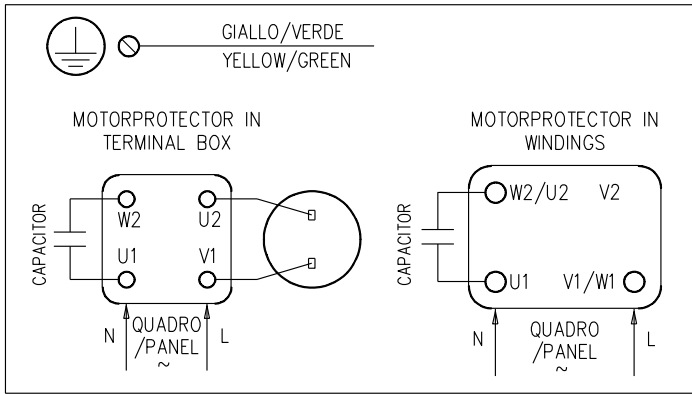 GIALLO/VERDE
YELLOW/GREEN
MOTORPROTECTOR IN
TERMINAL BOX
CAPACITOR
W2
U2
U1
V1
N
QUADRO
/PANEL
~
L
MOTORPROTECTOR IN
WINDINGS
CAPACITOR
W2/U2
V2
U1
V1/W1
N
QUADRO
/PANEL
~
L